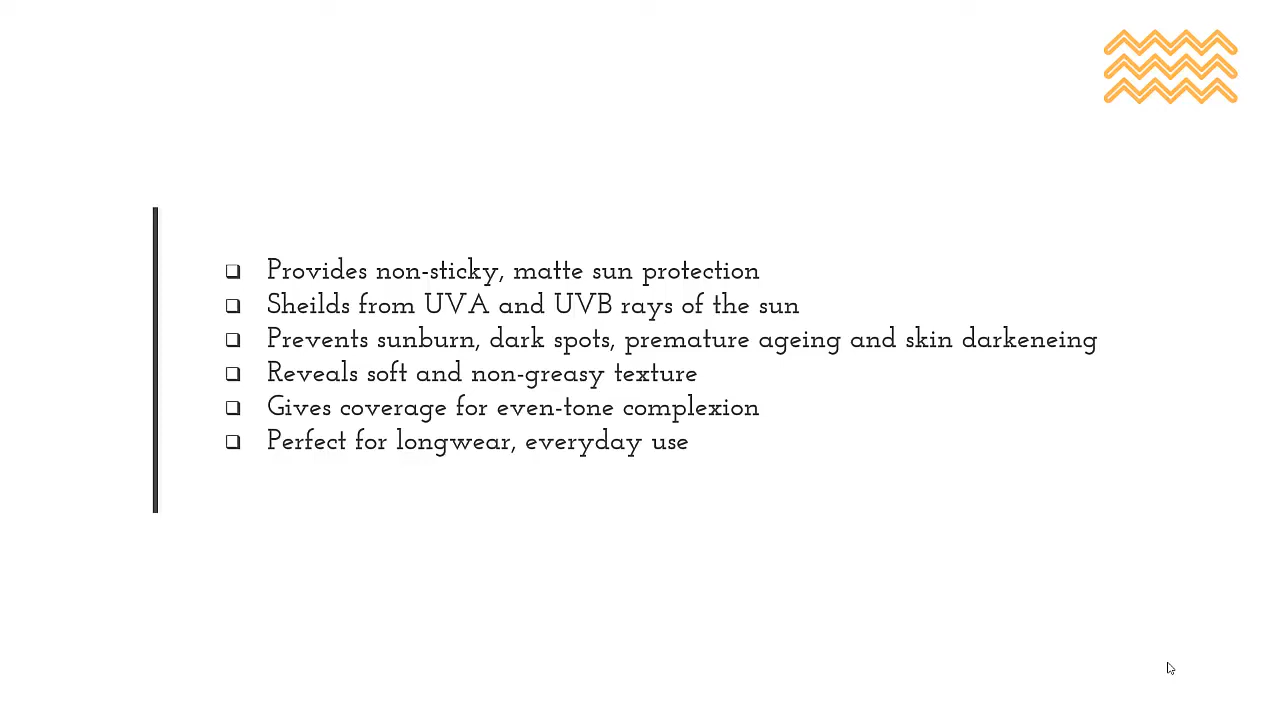 ❑ Provides non-sticky, matte sun protection
❑ Sheilds from UVA and UVB rays of the sun
❑ Prevents sunburn, dark spots, premature ageing and skin darkeneing
❑ Reveals soft and non-greasy texture
❑ Gives coverage for even-tone complexion
❑ Perfect for longwear, everyday use